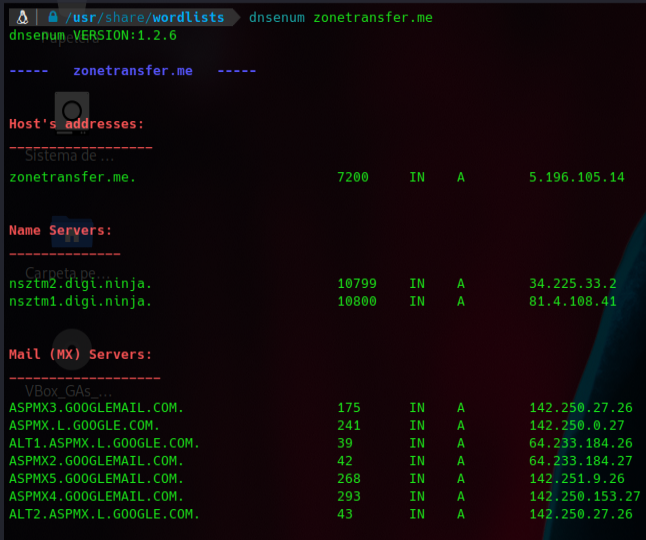 /usr/share/wordlists dnsenum zonetransfer.me
dnsenum VERSION:1.2.6
Papelera
----- zonetransfer.me -----
Host's addresses:
__________________
Sistema de ...
zonetransfer.me. 7200 IN A 5.196.105.14
Name Servers:
______________
Carpeta pe...
nsztm2.digi.ninja. 10799 IN A 34.225.33.2
nsztm1.digi.ninja. 10800 IN A 81.4.108.41
Mail (MX) Servers:
___________________
VBox_GAs_...
ASPMX3.GOOGLEMAIL.COM. 175 IN A 142.250.27.26
ASPMX.L.GOOGLE.COM. 241 IN A 142.250.0.27
ALT1.ASPMX.L.GOOGLE.COM. 39 IN A 64.233.184.26
ASPMX2.GOOGLEMAIL.COM. 42 IN A 64.233.184.27
ASPMX5.GOOGLEMAIL.COM. 268 IN A 142.251.9.26
ASPMX4.GOOGLEMAIL.COM. 293 IN A 142.250.153.27
ALT2.ASPMX.L.GOOGLE.COM. 43 IN A 142.250.27.26